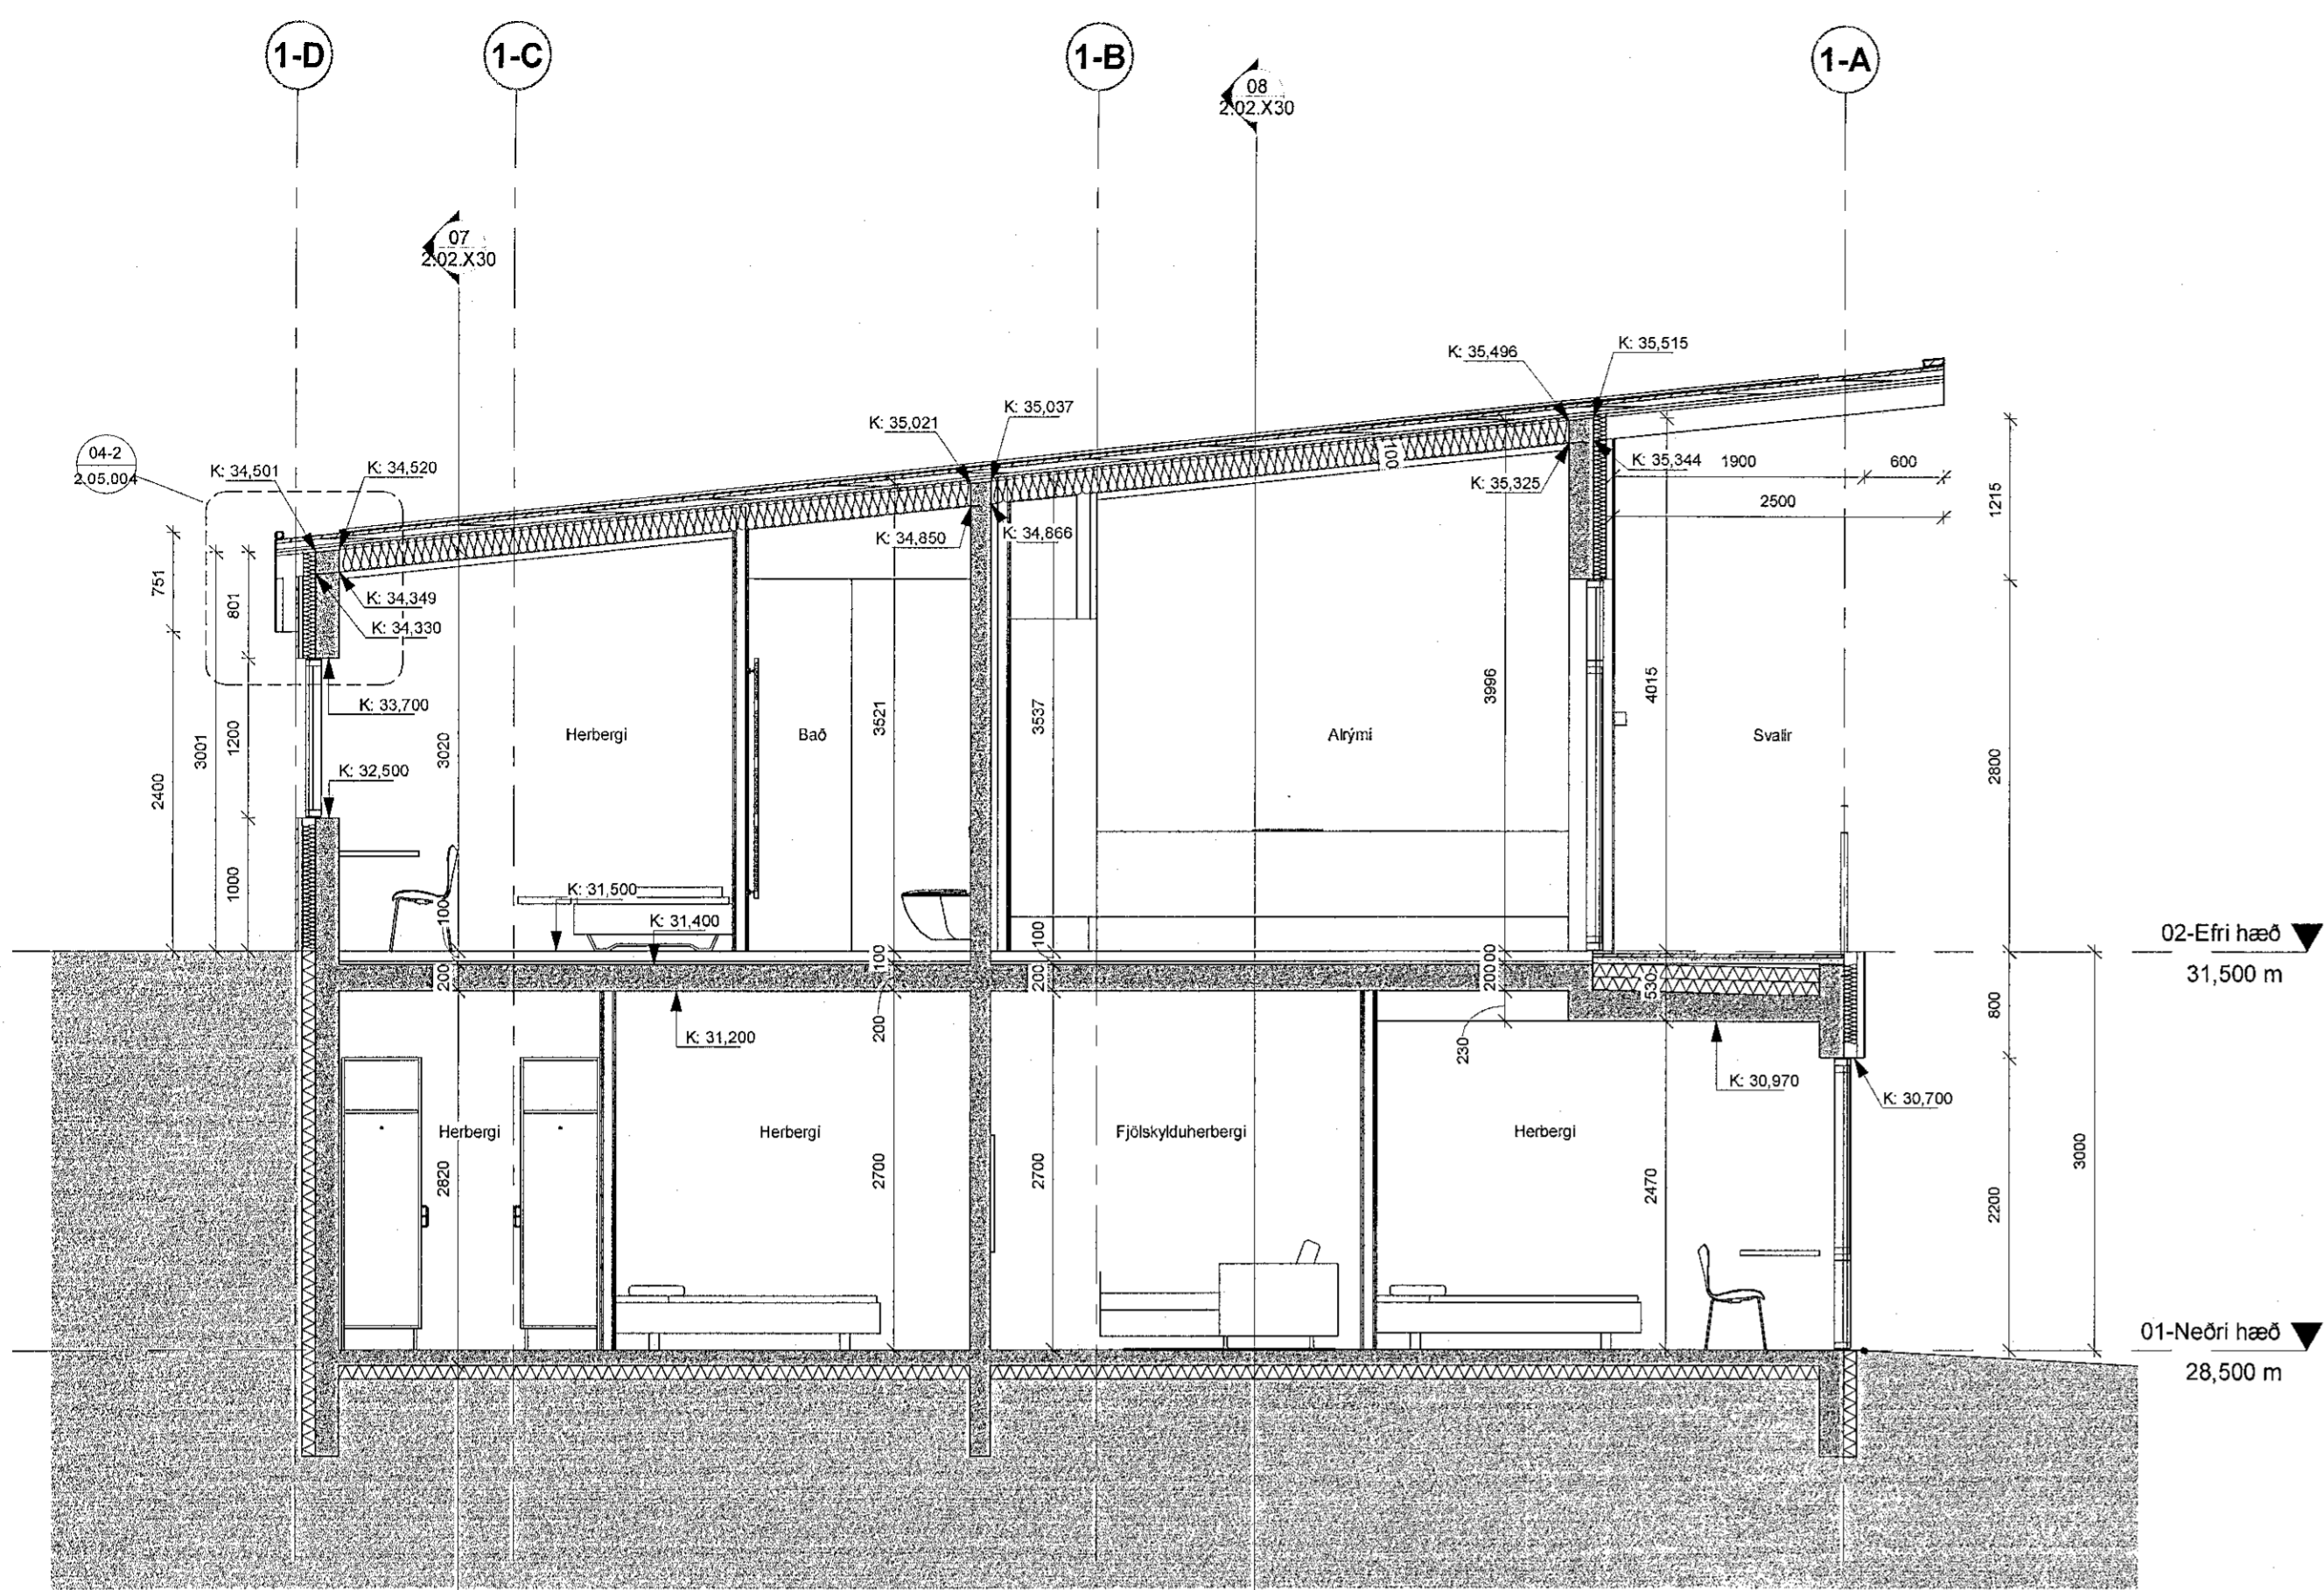 1-D
1-C
1-B
1-A
08
2.02.X30
07
2.02.X30
K: 35,496
K: 35,515
K: 35,021
K: 35,037
04-2
2.05.004
K: 34,501
K: 34,520
100
K: 35,344
1900
600
K: 35,325
2500
1215
K: 34,850
K: 34,866
751
801
K: 34,349
K: 34,330
K: 33,700
3996
4015
3521
3537
Herbergi
Bað
Alrými
Svalir
1200
3001
3020
2400
2800
K: 32,500
1000
K: 31,500
100
K: 31,400
100
100
02-Efri hæð
31,500 m
200
200
200
530
800
200
K: 31,200
230
K: 30,970
K: 30,700
Herbergi
Herbergi
Fjölskylduherbergi
Herbergi
2820
2700
2700
2470
2200
3000
01-Neðri hæð
28,500 m